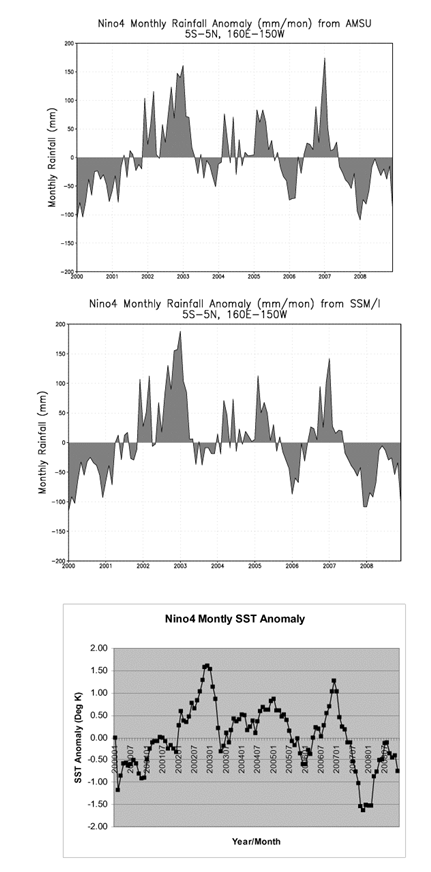 Nino4 Monthly Rainfall Anomaly (mm/mon) from AMSU
5S-5N, 160E-150W
Monthly Rainfall (mm)
200
150
100
50
0
-50
-100
-150
-200
2000 2001 2002 2003 2004 2005 2006 2007 2008
Nino4 Monthly Rainfall Anomaly (mm/mon) from SSM/I
5S-5N, 160E-150W
Monthly Rainfall (mm)
200
150
100
50
0
-50
-100
-150
-200
2000 2001 2002 2003 2004 2005 2006 2007 2008
Nino4 Montly SST Anomaly
SST Anomaly (Deg K)
2.00
1.50
1.00
0.50
0.00
-0.50
-1.00
-1.50
-2.00
200007 200207 200301 200401 200407 200501 200607 200701 200801
Year/Month